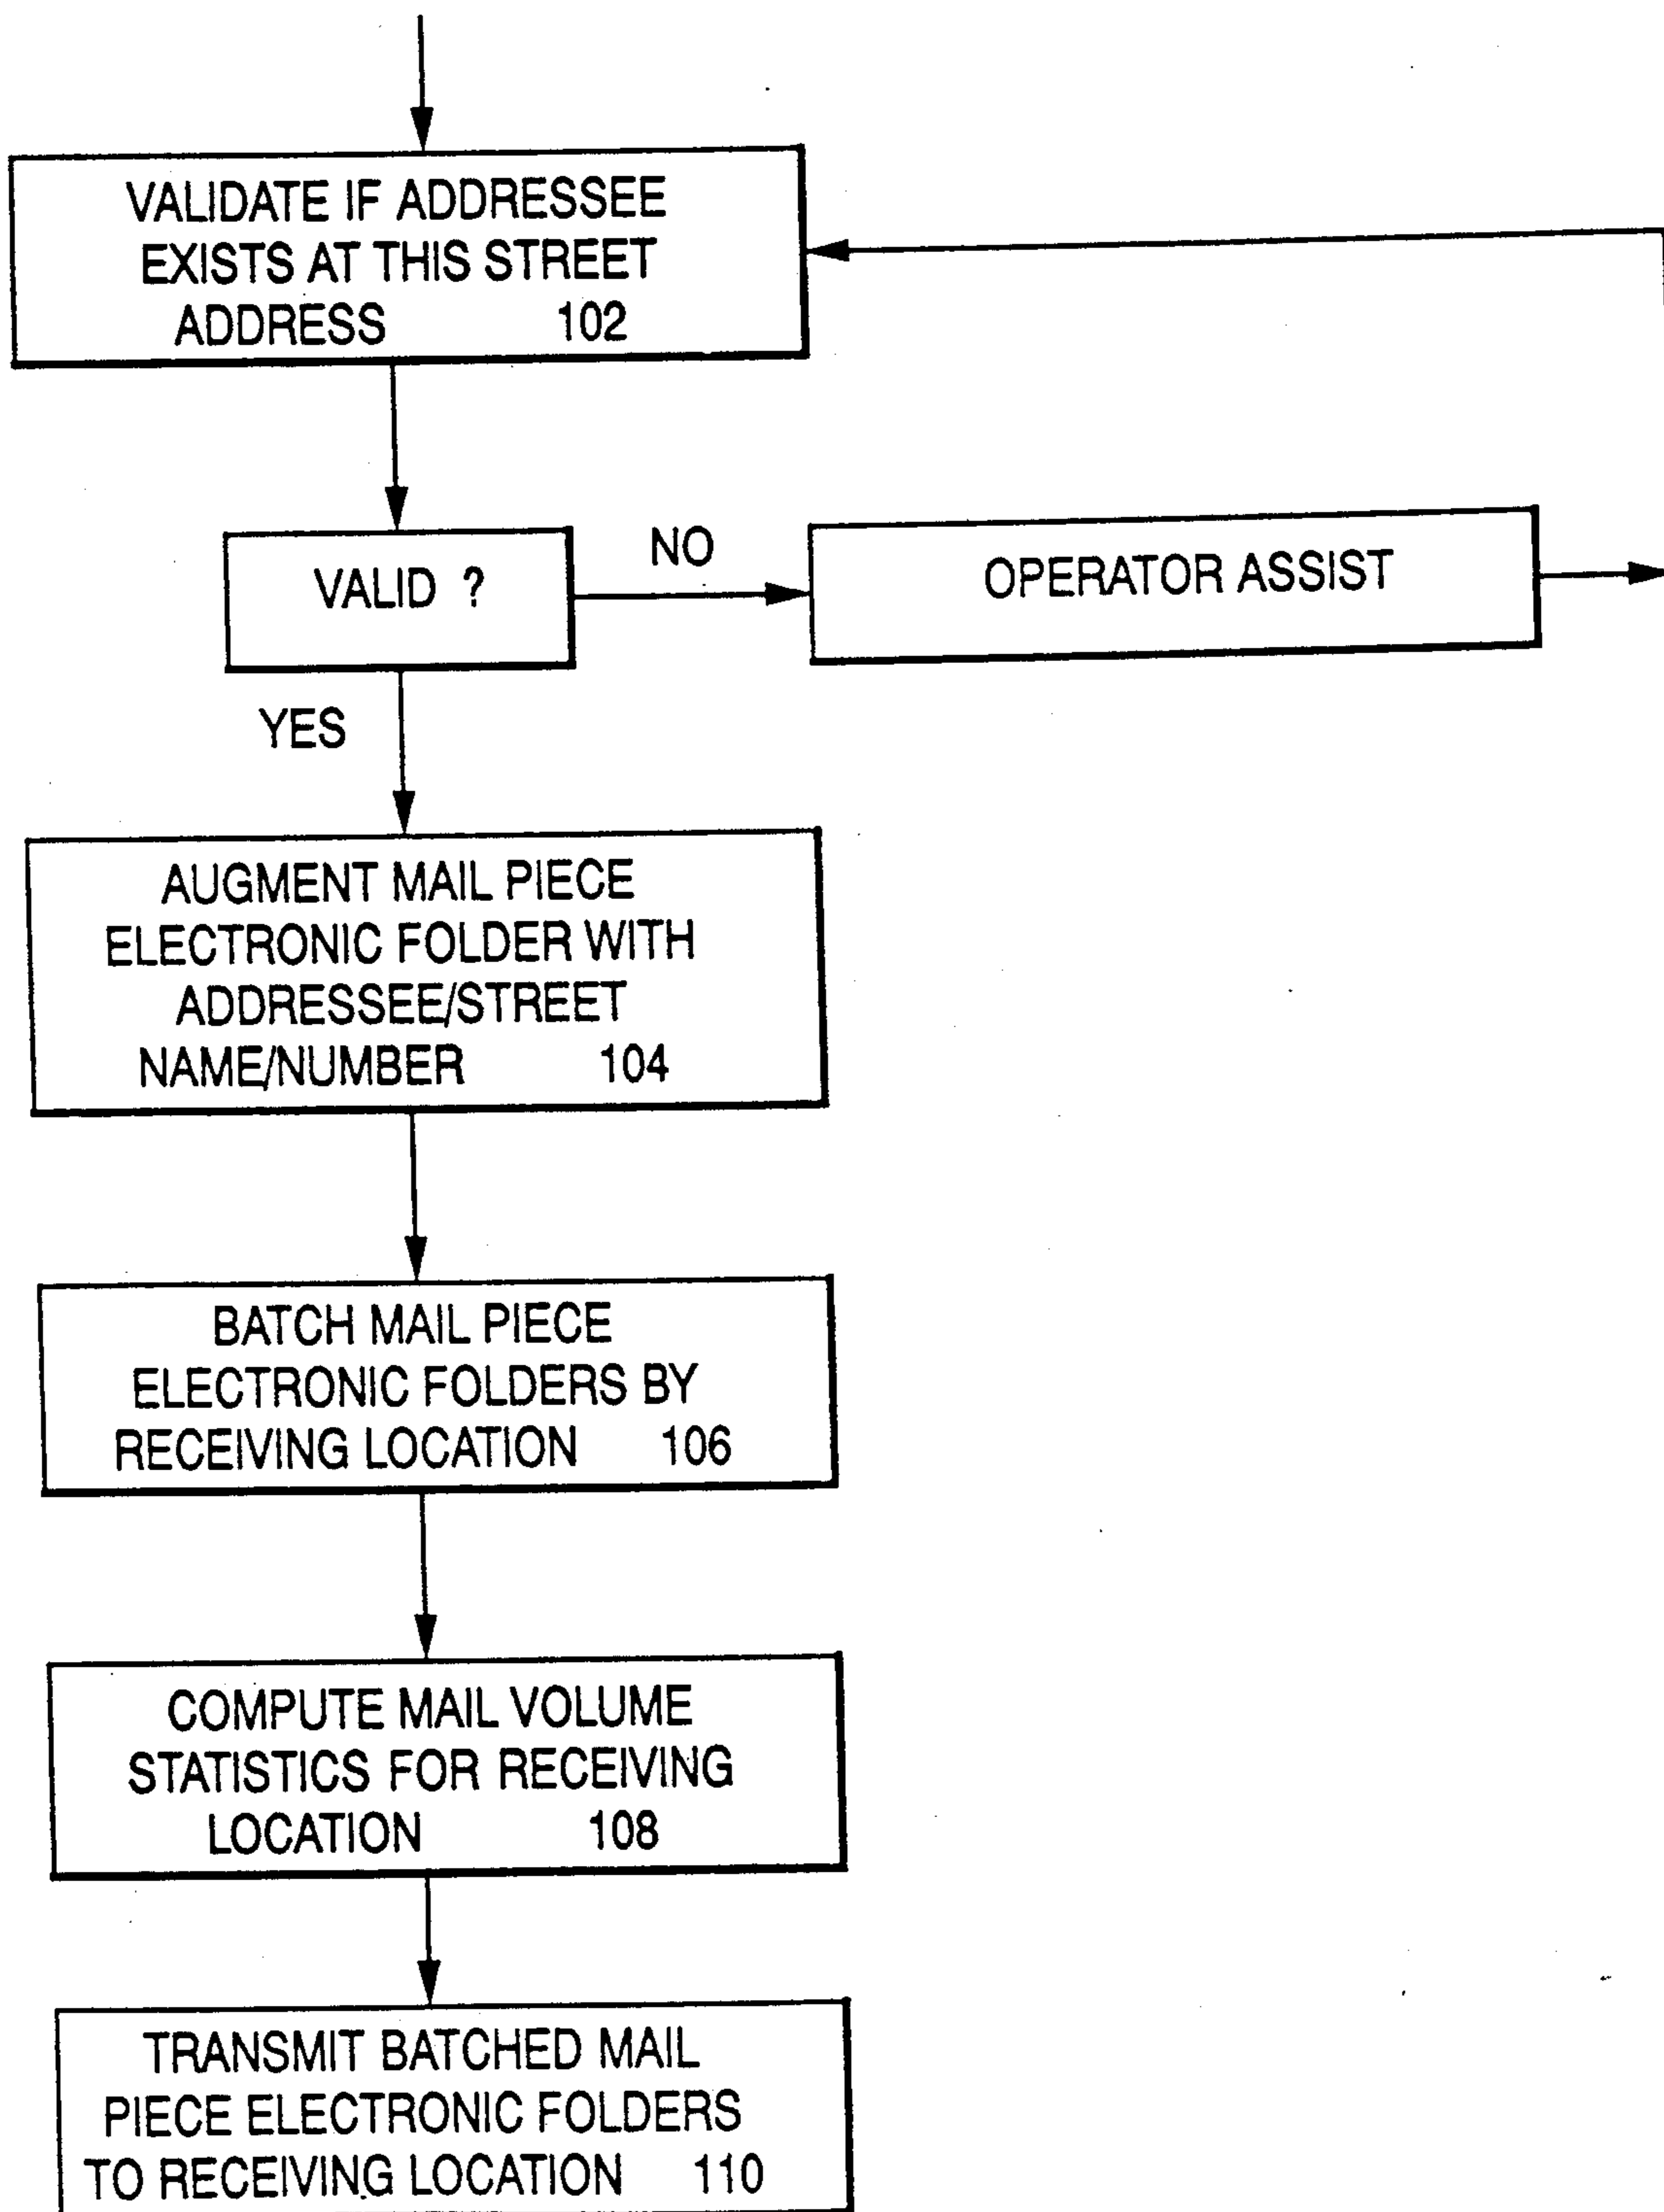 VALIDATE IF ADDRESSEE
EXISTS AT THIS STREET
ADDRESS 102
VALID ?
NO
OPERATOR ASSIST
YES
AUGMENT MAIL PIECE
ELECTRONIC FOLDER WITH
ADDRESSEE/STREET
NAME/NUMBER 104
BATCH MAIL PIECE
ELECTRONIC FOLDERS BY
RECEIVING LOCATION 106
COMPUTE MAIL VOLUME
STATISTICS FOR RECEIVING
LOCATION 108
TRANSMIT BATCHED MAIL
PIECE ELECTRONIC FOLDERS
TO RECEIVING LOCATION 110